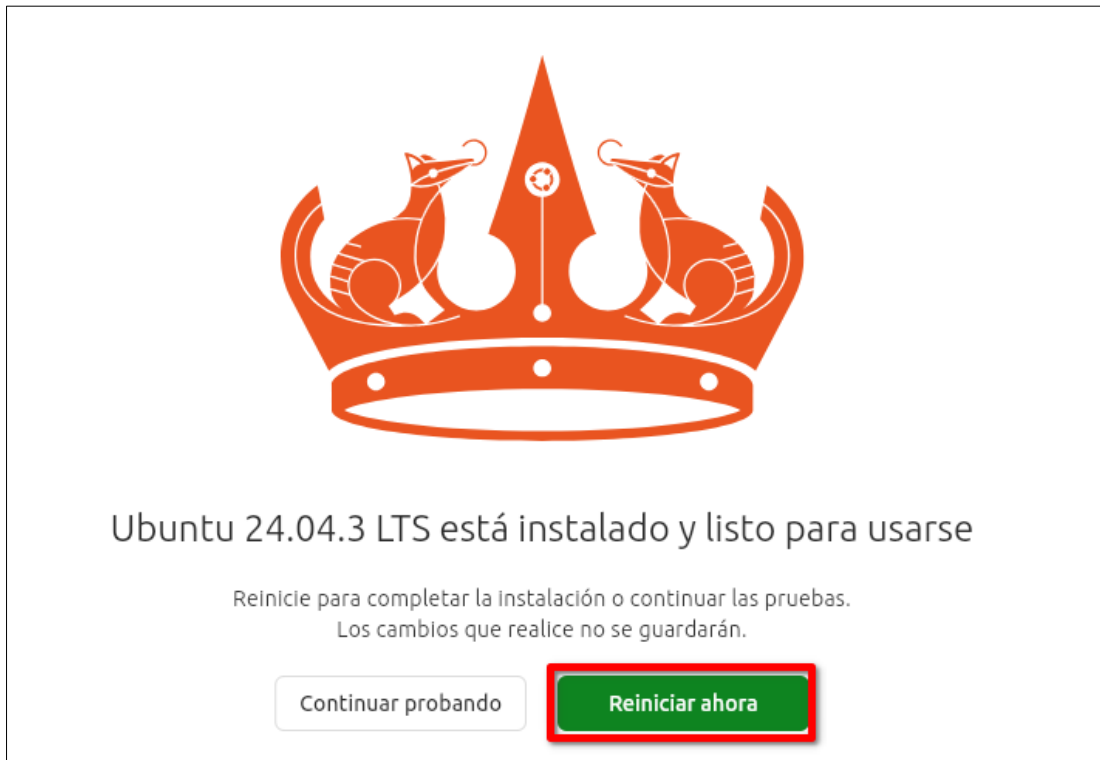 Ubuntu 24.04.3 LTS está instalado y listo para usarse
Reinicie para completar la instalación o continuar las pruebas.
Los cambios que realice no se guardarán.
Continuar probando
Reiniciar ahora